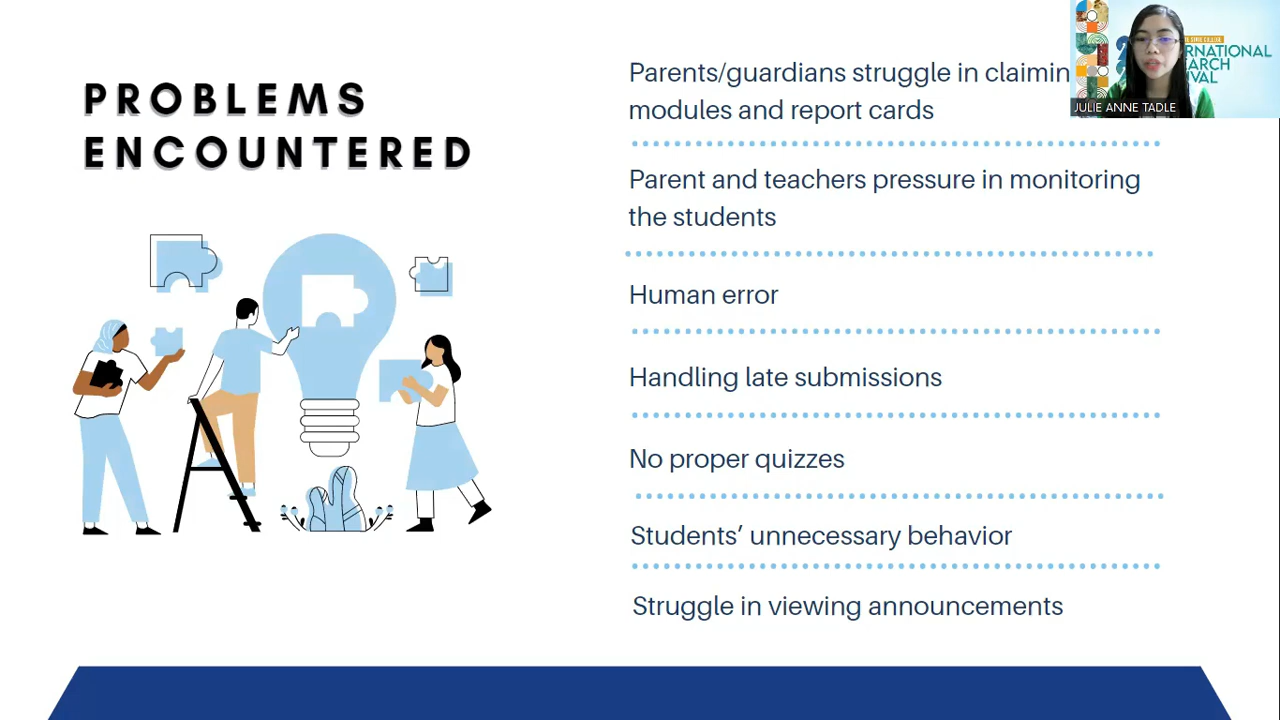 PROBLEMS
ENCOUNTERED
Parents/guardians struggle in
modules and report cards
Parent and teachers pressure in monitoring
the students
Human error
Handling late submissions
No proper quizzes
Students’ unnecessary behavior
Struggle in viewing announcements
JULIE ANNE TADLE